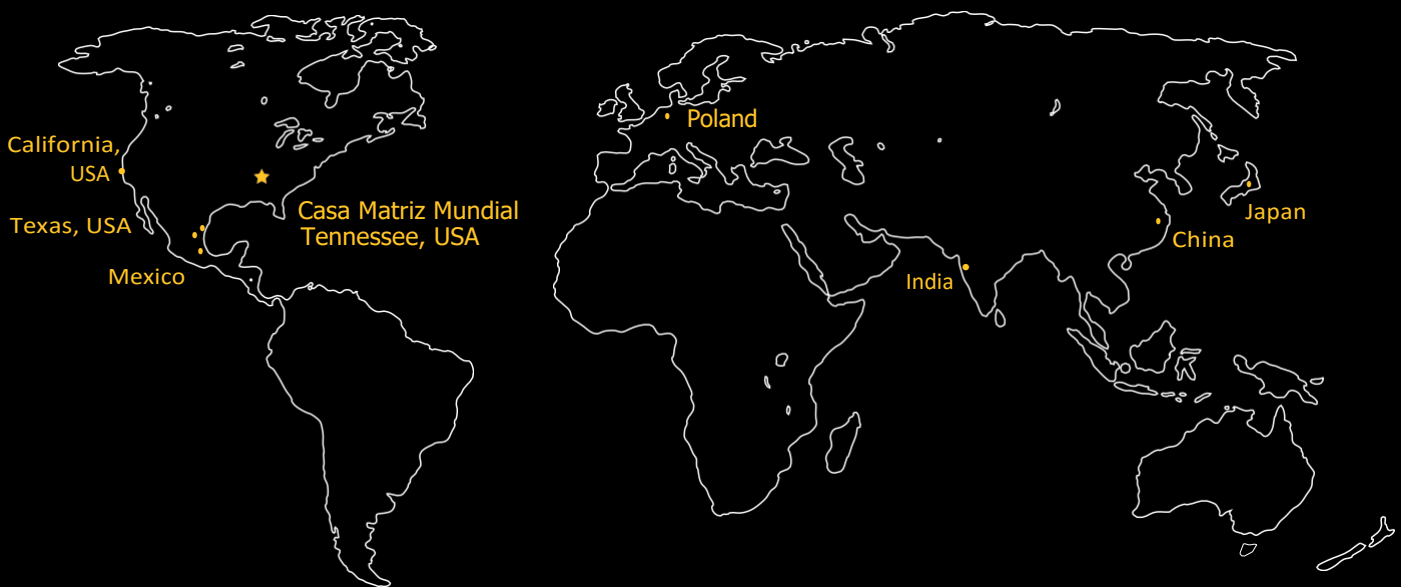 California,
USA
Texas, USA
Mexico
Casa Matriz Mundial
Tennessee, USA
Poland
India
China
Japan